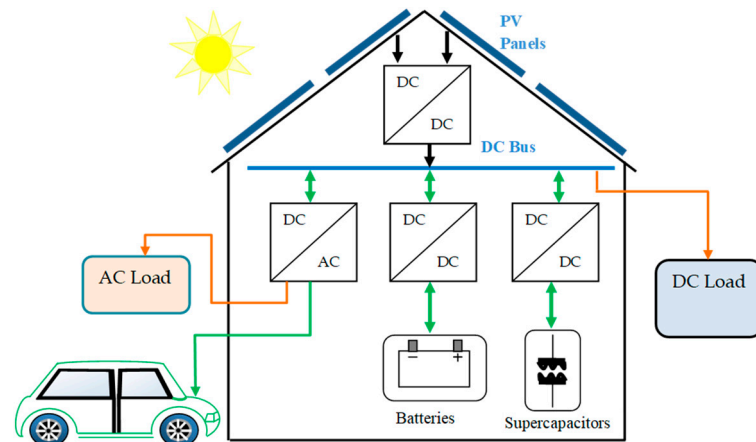 PV
Panels
DC
DC
DC Bus
DC
AC
DC
DC
DC
DC
AC Load
DC Load
− +
Batteries
Supercapacitors